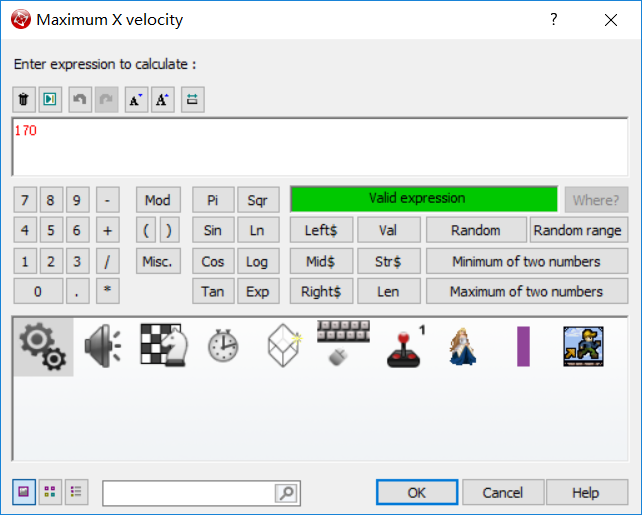 Maximum X velocity
?
Enter expression to calculate :
A A
170
7 8 9 - Mod Pi Sqr Valid expression Where?
4 5 6 + ( ) Sin Ln Left$ Val Random Random range
1 2 3 / Misc. Cos Log Mid$ Str$ Minimum of two numbers
0 . * Tan Exp Right$ Len Maximum of two numbers
1
OK Cancel Help